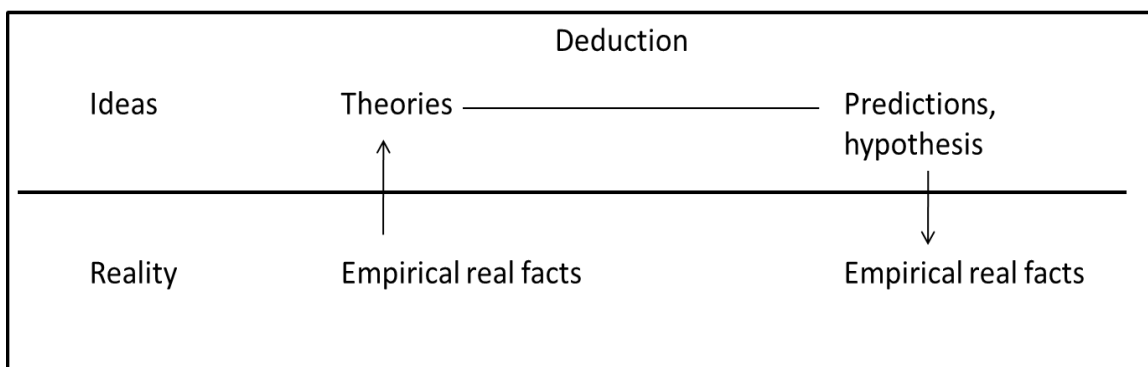 Deduction
Ideas Theories Predictions,
hypothesis
Reality Empirical real facts Empirical real facts